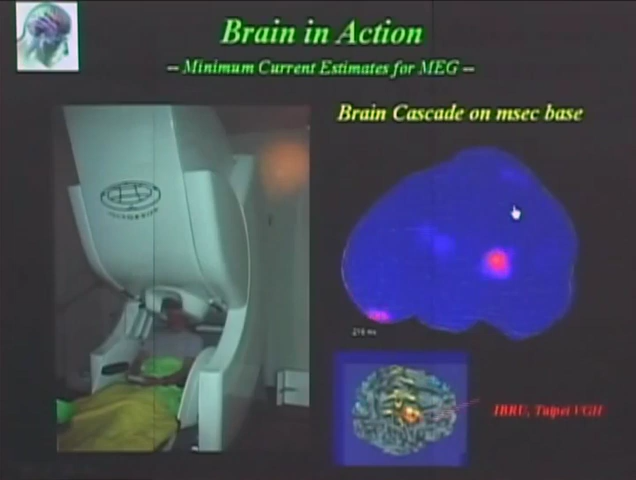 Brain in Action
-- Minimum Current Estimates for MEG --
Brain Cascade on msec base
IBRU, Taipei VGH